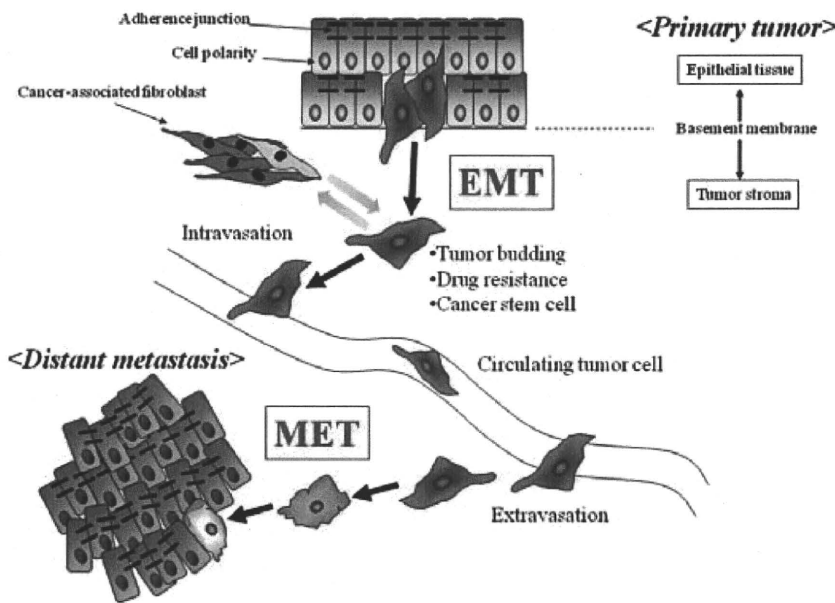 Adherence junction
<Primary tumor>
Cell polarity
Epithelial tissue
Cancer-associated fibroblast
Basement membrane
EMT
Tumor stroma
Intravasation
•Tumor budding
•Drug resistance
•Cancer stem cell
<Distant metastasis>
Circulating tumor cell
MET
Extravasation